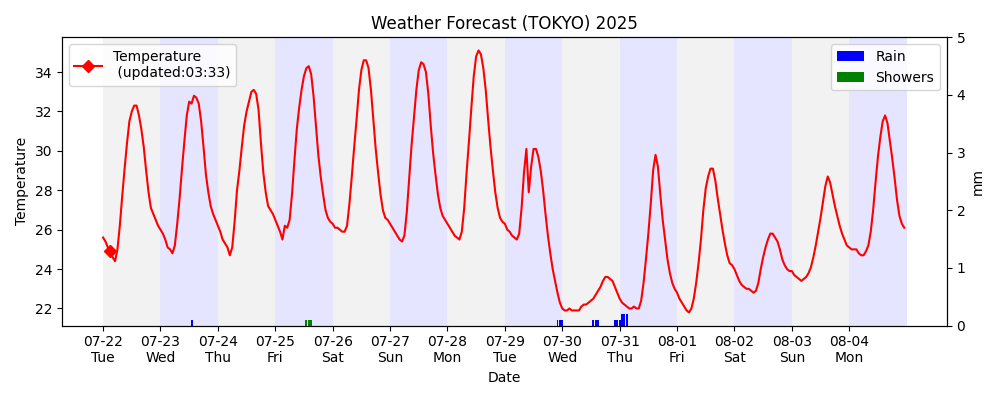 Weather Forecast (TOKYO) 2025
Temperature
(updated:03:33)
Rain
Showers
34
32
30
28
26
24
22
Temperature
5
4
3
2
1
0
mm
07-22 07-23 07-24 07-25 07-26 07-27 07-28 07-29 07-30 07-31 08-01 08-02 08-03 08-04
Tue Wed Thu Fri Sat Sun Mon Tue Wed Thu Fri Sat Sun Mon
Date